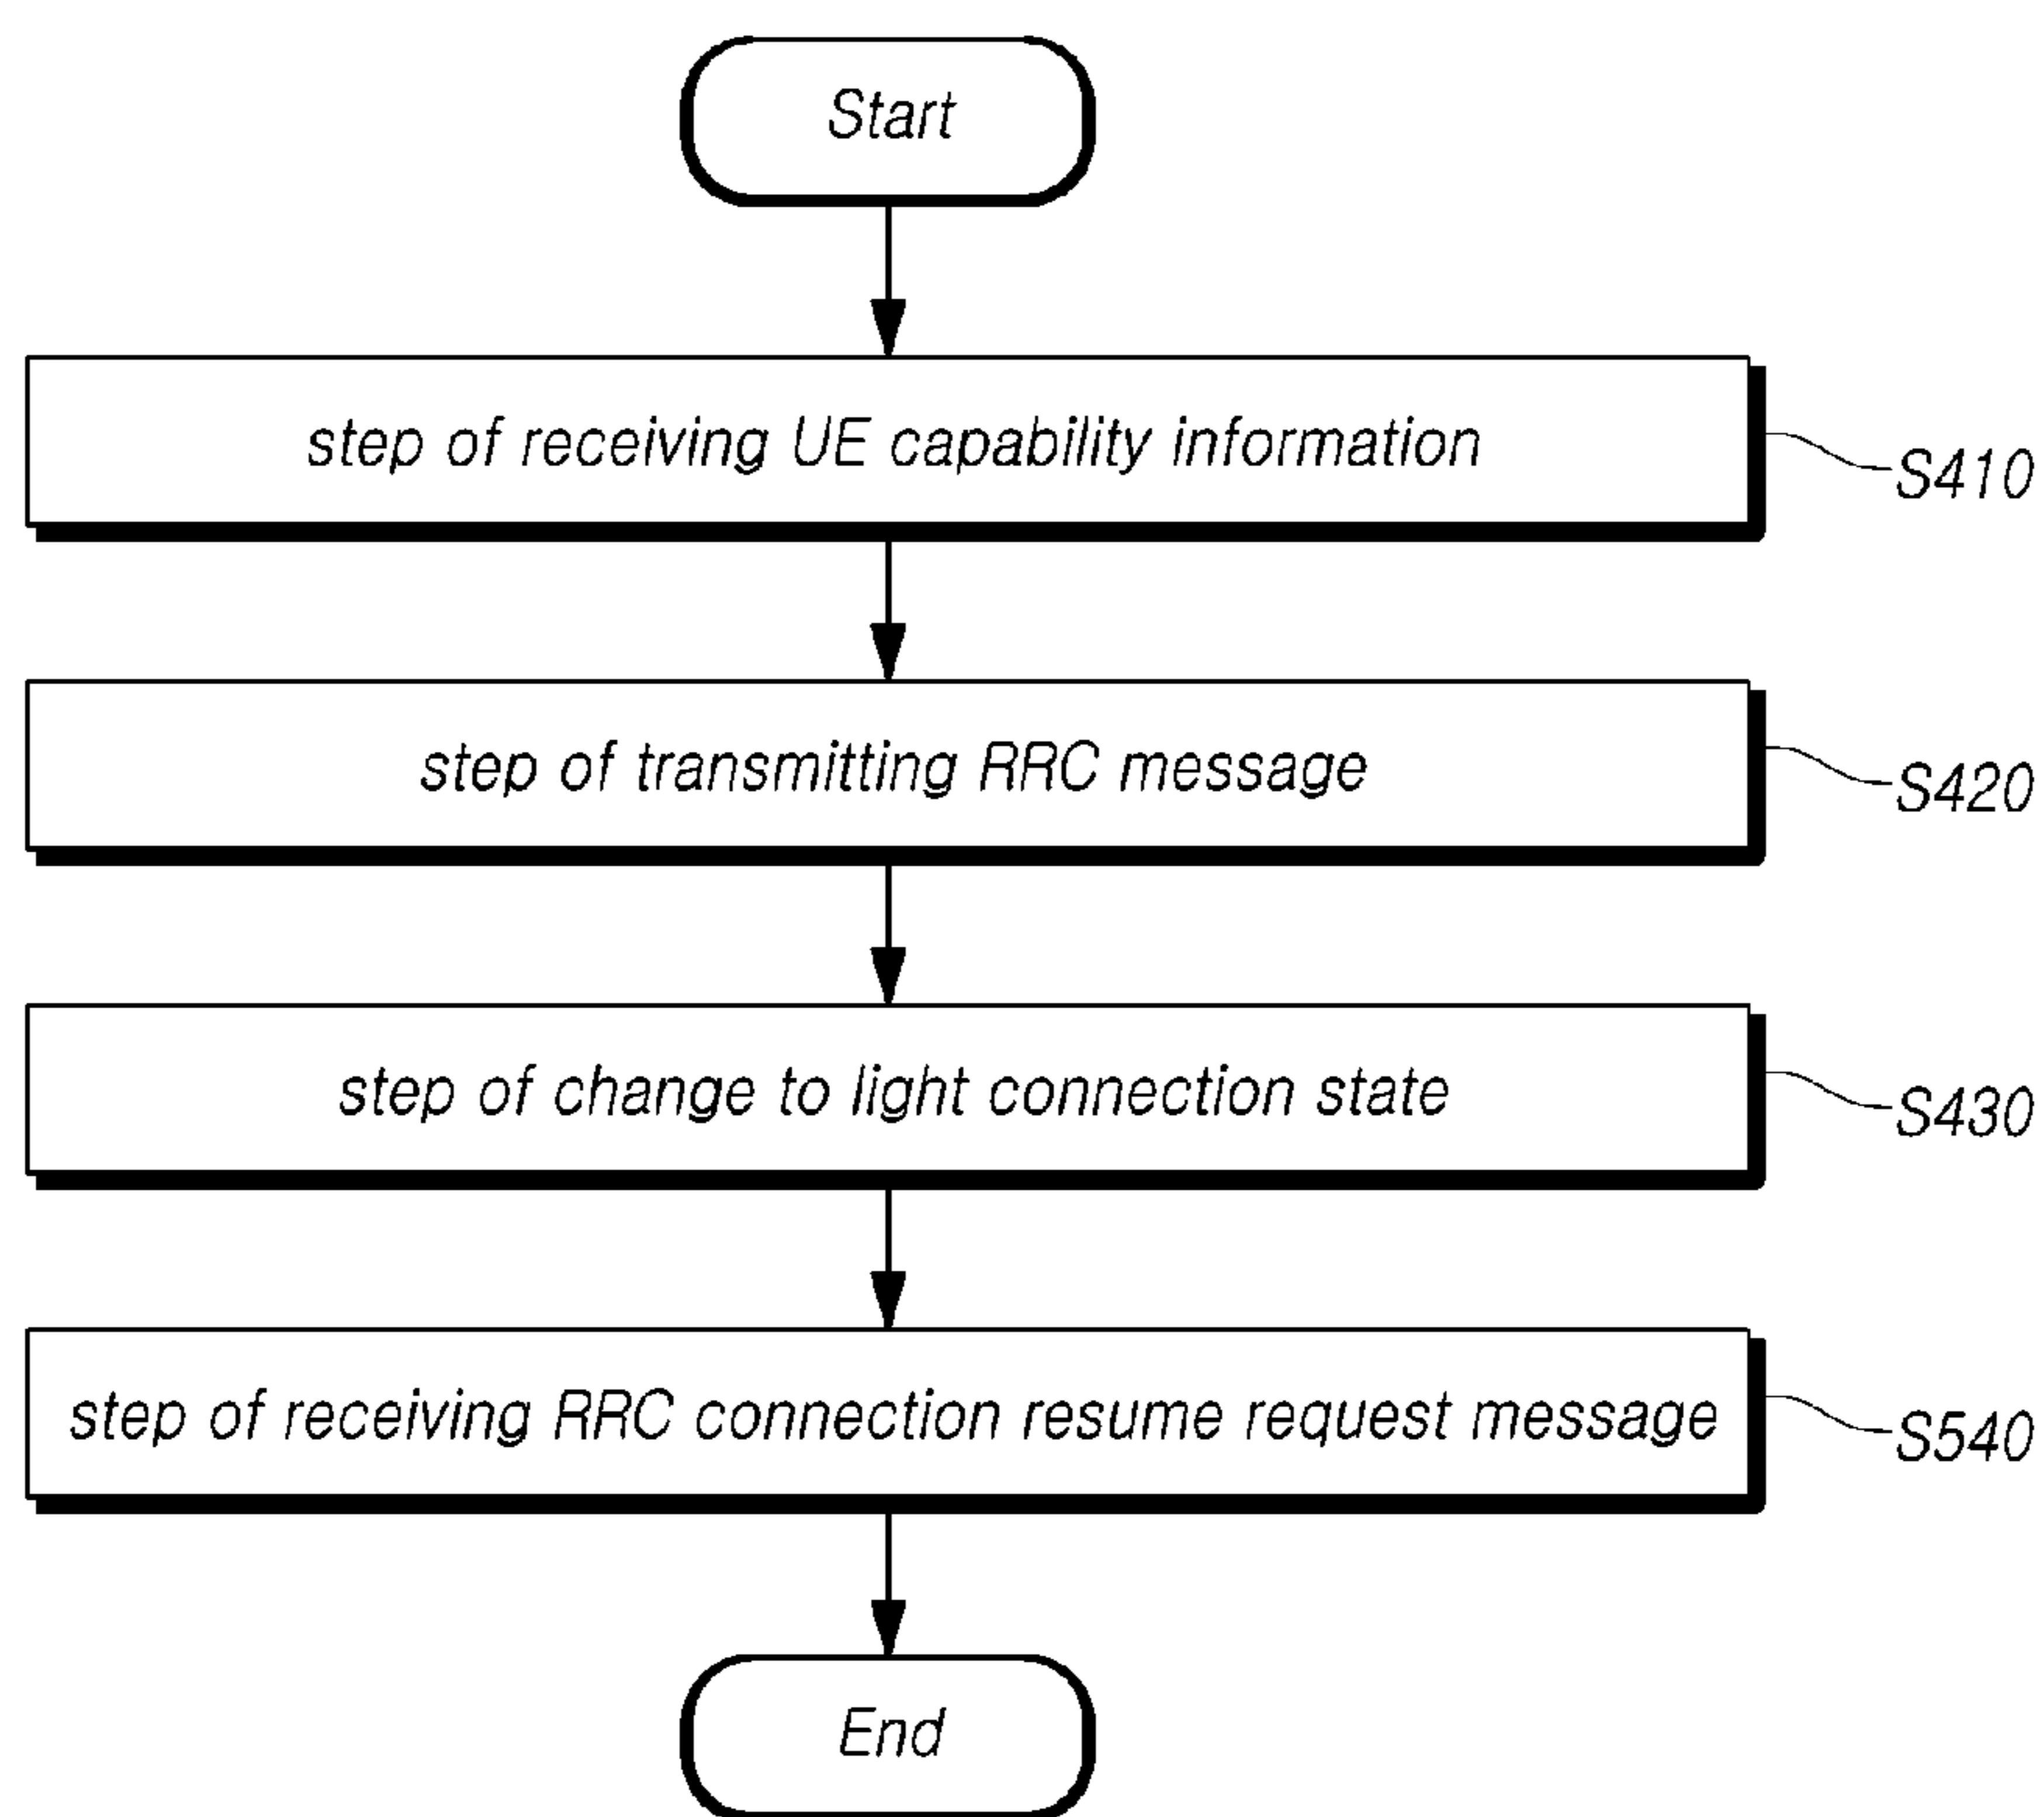 Start
step of receiving UE capability information
S410
step of transmitting RRC message
S420
step of change to light connection state
S430
step of receiving RRC connection resume request message
S540
End